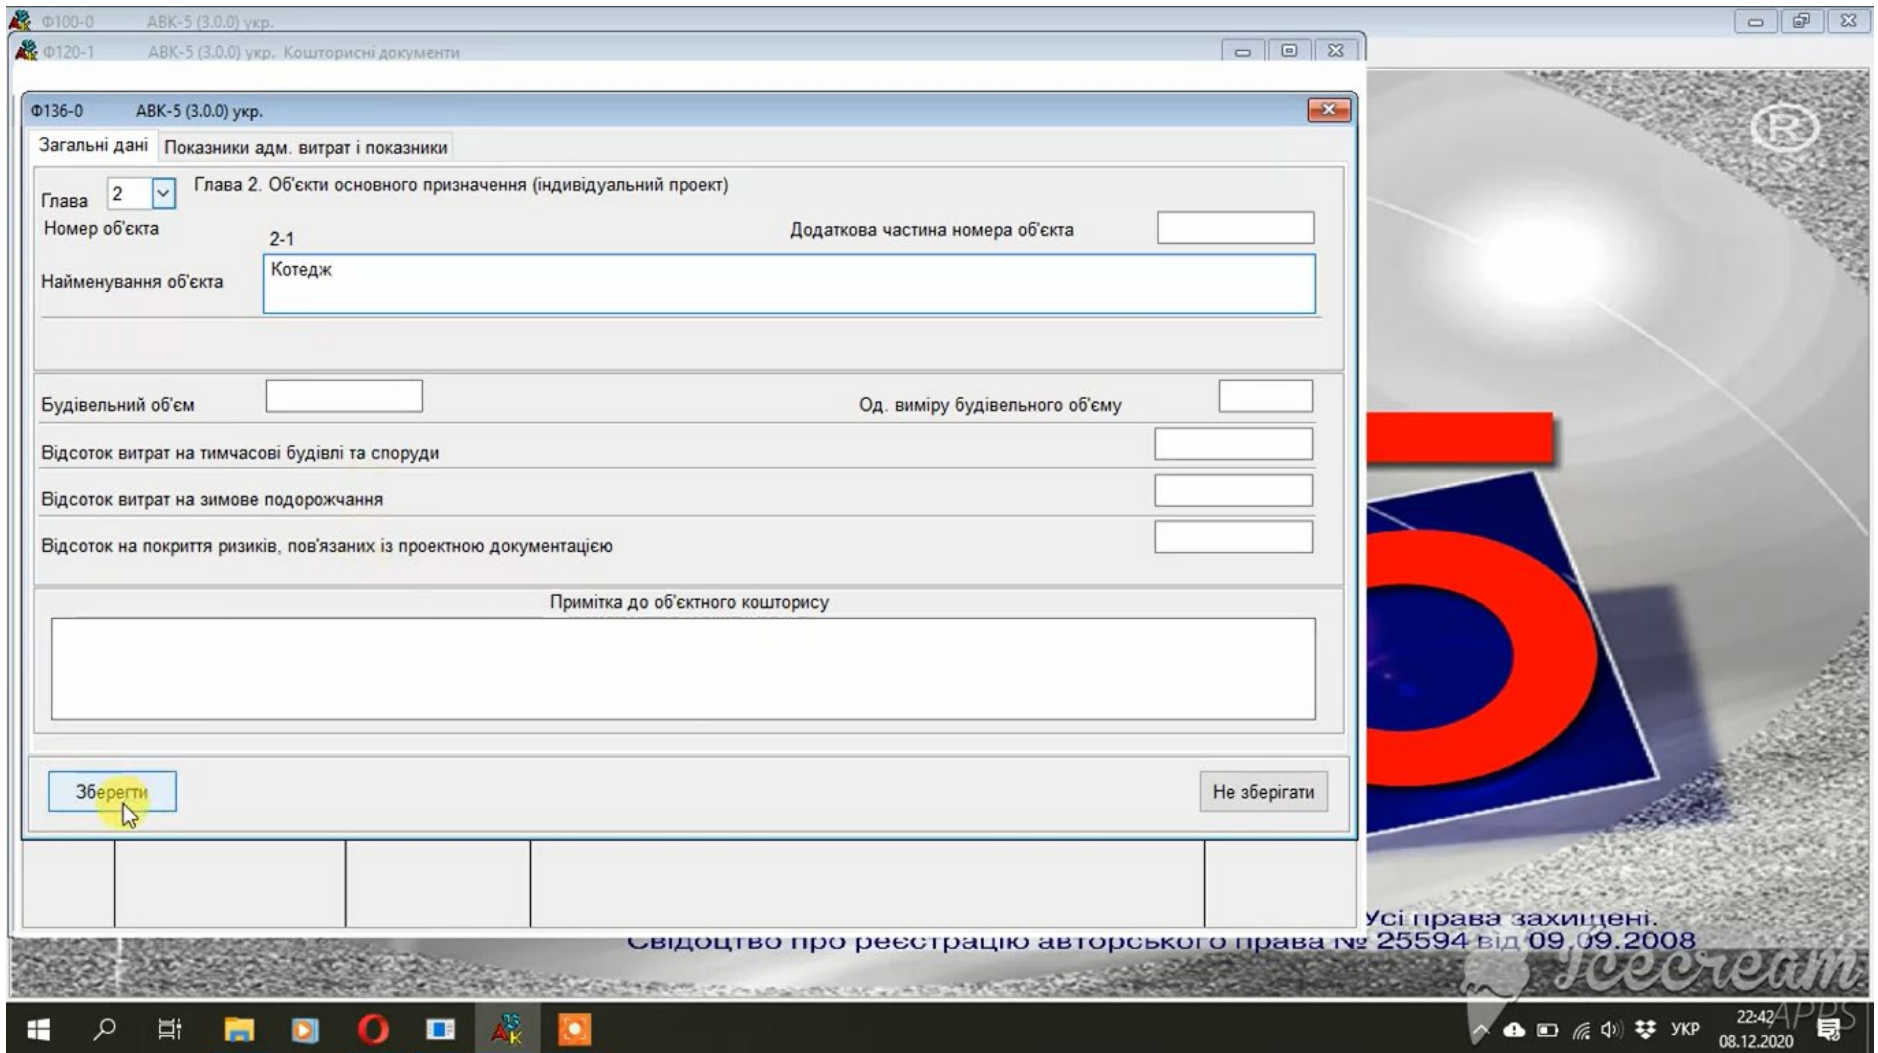 Ф100-0 АВК-5 (3.0.0) укр.
Ф120-1 АВК-5 (3.0.0) укр. Кошторисні документи
Ф136-0 АВК-5 (3.0.0) укр.
Загальні дані Показники адм. витрат і показники
Глава 2 Глава 2. Об'єкти основного призначення (індивідуальний проект)
Номер об'єкта 2-1 Додаткова частина номера об'єкта
Найменування об'єкта Котедж
Будівельний об'єм Од. виміру будівельного об'єму
Відсоток витрат на тимчасові будівлі та споруди
Відсоток витрат на зимове подорожчання
Відсоток на покриття ризиків, пов'язаних із проектною документацією
Примітка до об'єктного кошторису
Зберегти Не зберігати
®
Усі права захищені.
Свідоцтво про реєстрацію авторського права № 25594 від 09.09.2008
Icecream
APPS
УКР 22:42
08.12.2020